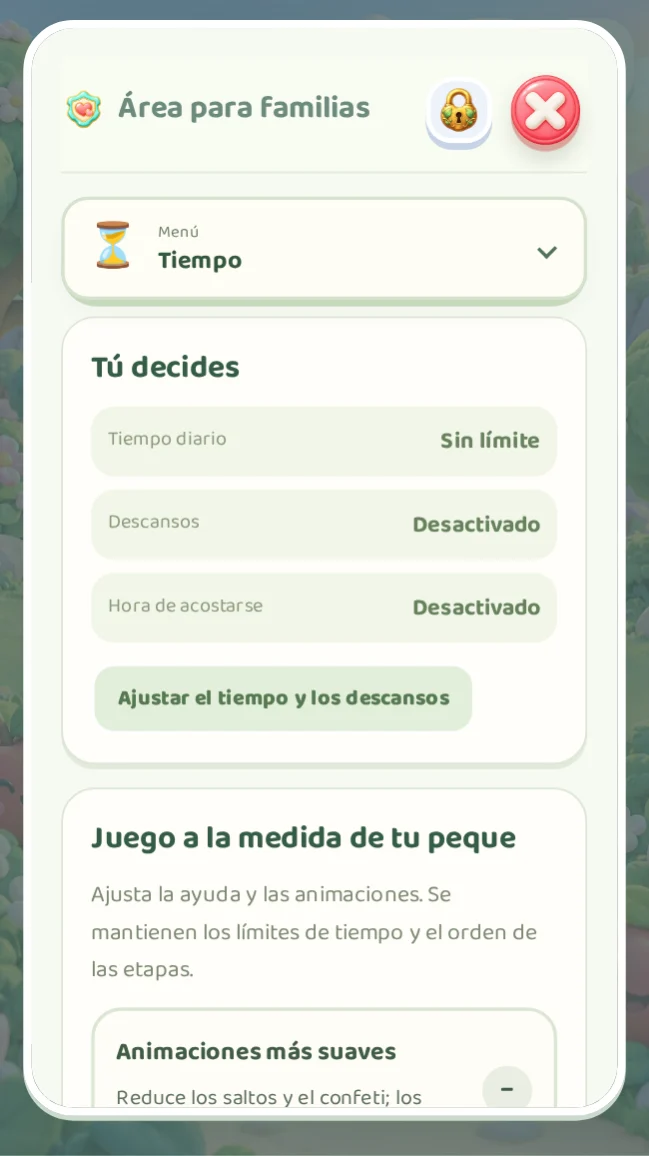 Área para familias
Menú
Tiempo
Tú decides
Tiempo diario
Sin límite
Descansos
Desactivado
Hora de acostarse
Desactivado
Ajustar el tiempo y los descansos
Juego a la medida de tu peque
Ajusta la ayuda y las animaciones. Se
mantienen los límites de tiempo y el orden de
las etapas.
Animaciones más suaves
Reduce los saltos y el confeti; los